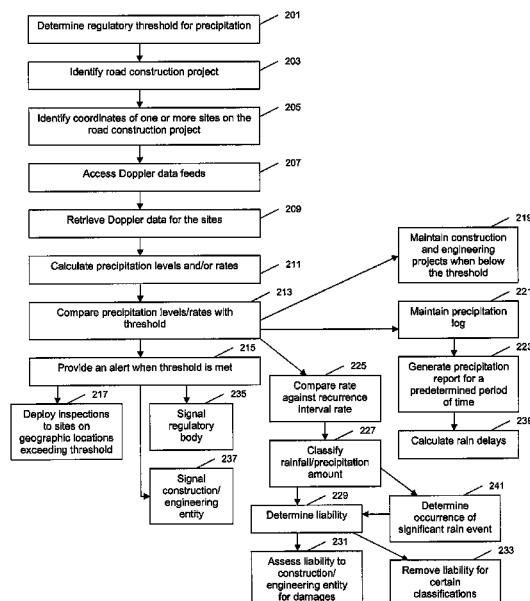 201
Determine regulatory threshold for precipitation
203
Identify road construction project
205
Identify coordinates of one or more sites on the
road construction project
207
Access Doppler data feeds
209
Retrieve Doppler data for the sites
211
Calculate precipitation levels and/or rates
213
Compare precipitation levels/rates with
threshold
215
Provide an alert when threshold is met
217
Deploy inspections
to sites on
geographic locations
exceeding threshold
235
Signal
regulatory
body
237
Signal
construction/
engineering
entity
219
Maintain construction
and engineering
projects when below
the threshold
221
Maintain precipitation
log
223
Generate precipitation
report for a
predetermined period
of time
239
Calculate rain delays
225
Compare rate
against recurrence
interval rate
227
Classify
rainfall/precipitation
amount
229
Determine liability
241
Determine
occurrence of
significant rain event
231
Assess liability to
construction/
engineering entity
for damages
233
Remove liability for
certain
classifications